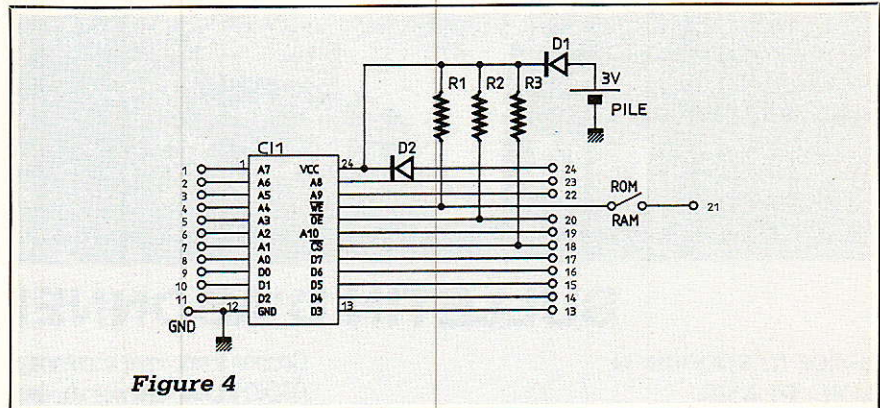 D1
R1 R2 R3 3V
PILE
CI1 D2
1 1 A7 VCC 24 24
2 A6 A8 23
3 A5 A9 22
4 A4 WE ROM RAM 21
5 A3 DE 20
6 A2 A10 19
7 A1 CS 18
8 A0 D7 17
9 D0 D6 16
10 D1 D5 15
11 D2 D4 14
GND 12 GND D3 13 13
Figure 4